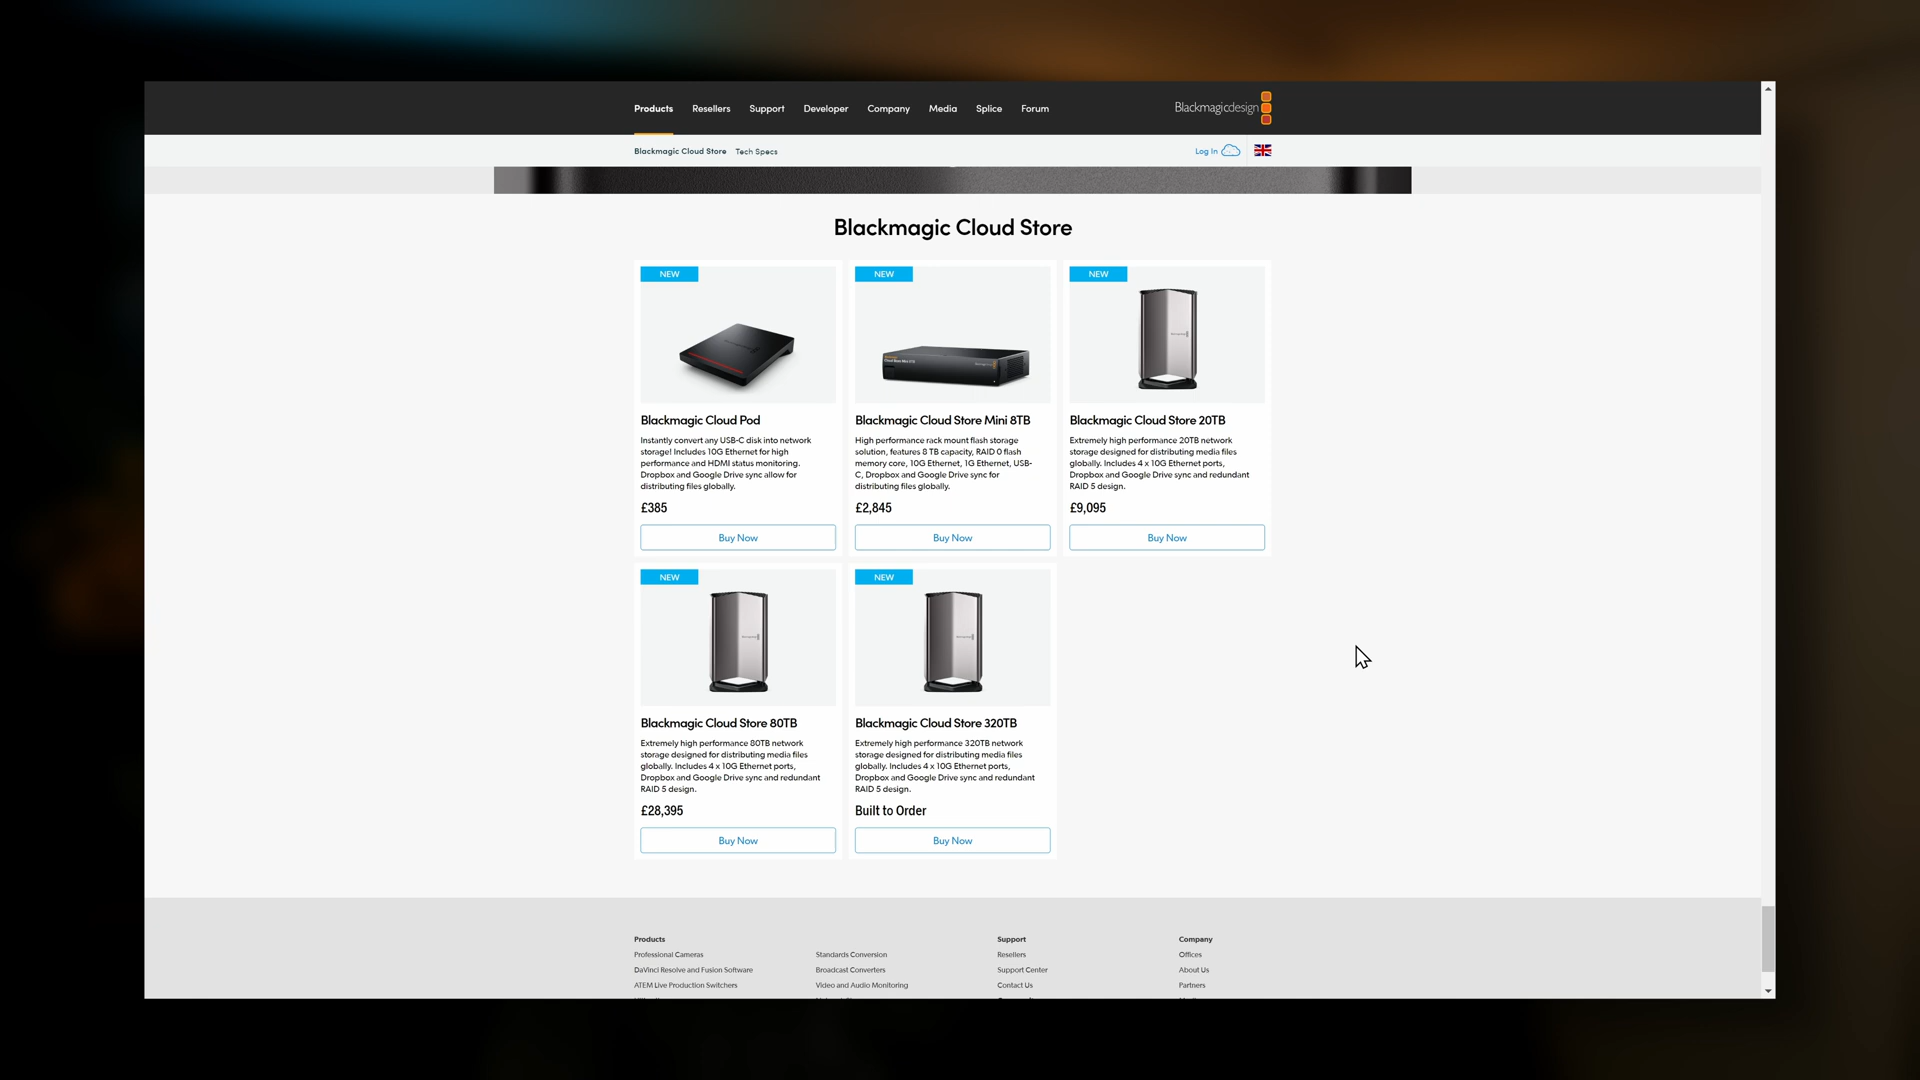 Products Resellers Support Developer Company Media Splice Forum
Blackmagicdesign
Blackmagic Cloud Store Tech Specs
Log In
Blackmagic Cloud Store
NEW
Blackmagic Cloud Pod
Instantly convert any USB-C disk into network
storage! Includes 10G Ethernet for high
performance and HDMI status monitoring.
Dropbox and Google Drive sync allow for
distributing files globally.
£385
Buy Now
NEW
Blackmagic Cloud Store Mini 8TB
High performance rack mount flash storage
solution, features 8 TB capacity, RAID 0 flash
memory core, 10G Ethernet, 1G Ethernet, USB-
C, Dropbox and Google Drive sync for
distributing files globally.
£2,845
Buy Now
NEW
Blackmagic Cloud Store 20TB
Extremely high performance 20TB network
storage designed for distributing media files
globally. Includes 4 x 10G Ethernet ports,
Dropbox and Google Drive sync and redundant
RAID 5 design.
£9,095
Buy Now
NEW
Blackmagic Cloud Store 80TB
Extremely high performance 80TB network
storage designed for distributing media files
globally. Includes 4 x 10G Ethernet ports,
Dropbox and Google Drive sync and redundant
RAID 5 design.
£28,395
Buy Now
NEW
Blackmagic Cloud Store 320TB
Extremely high performance 320TB network
storage designed for distributing media files
globally. Includes 4 x 10G Ethernet ports,
Dropbox and Google Drive sync and redundant
RAID 5 design.
Built to Order
Buy Now
Products
Professional Cameras
DaVinci Resolve and Fusion Software
ATEM Live Production Switchers
Standards Conversion
Broadcast Converters
Video and Audio Monitoring
Support
Resellers
Support Center
Contact Us
Company
Offices
About Us
Partners